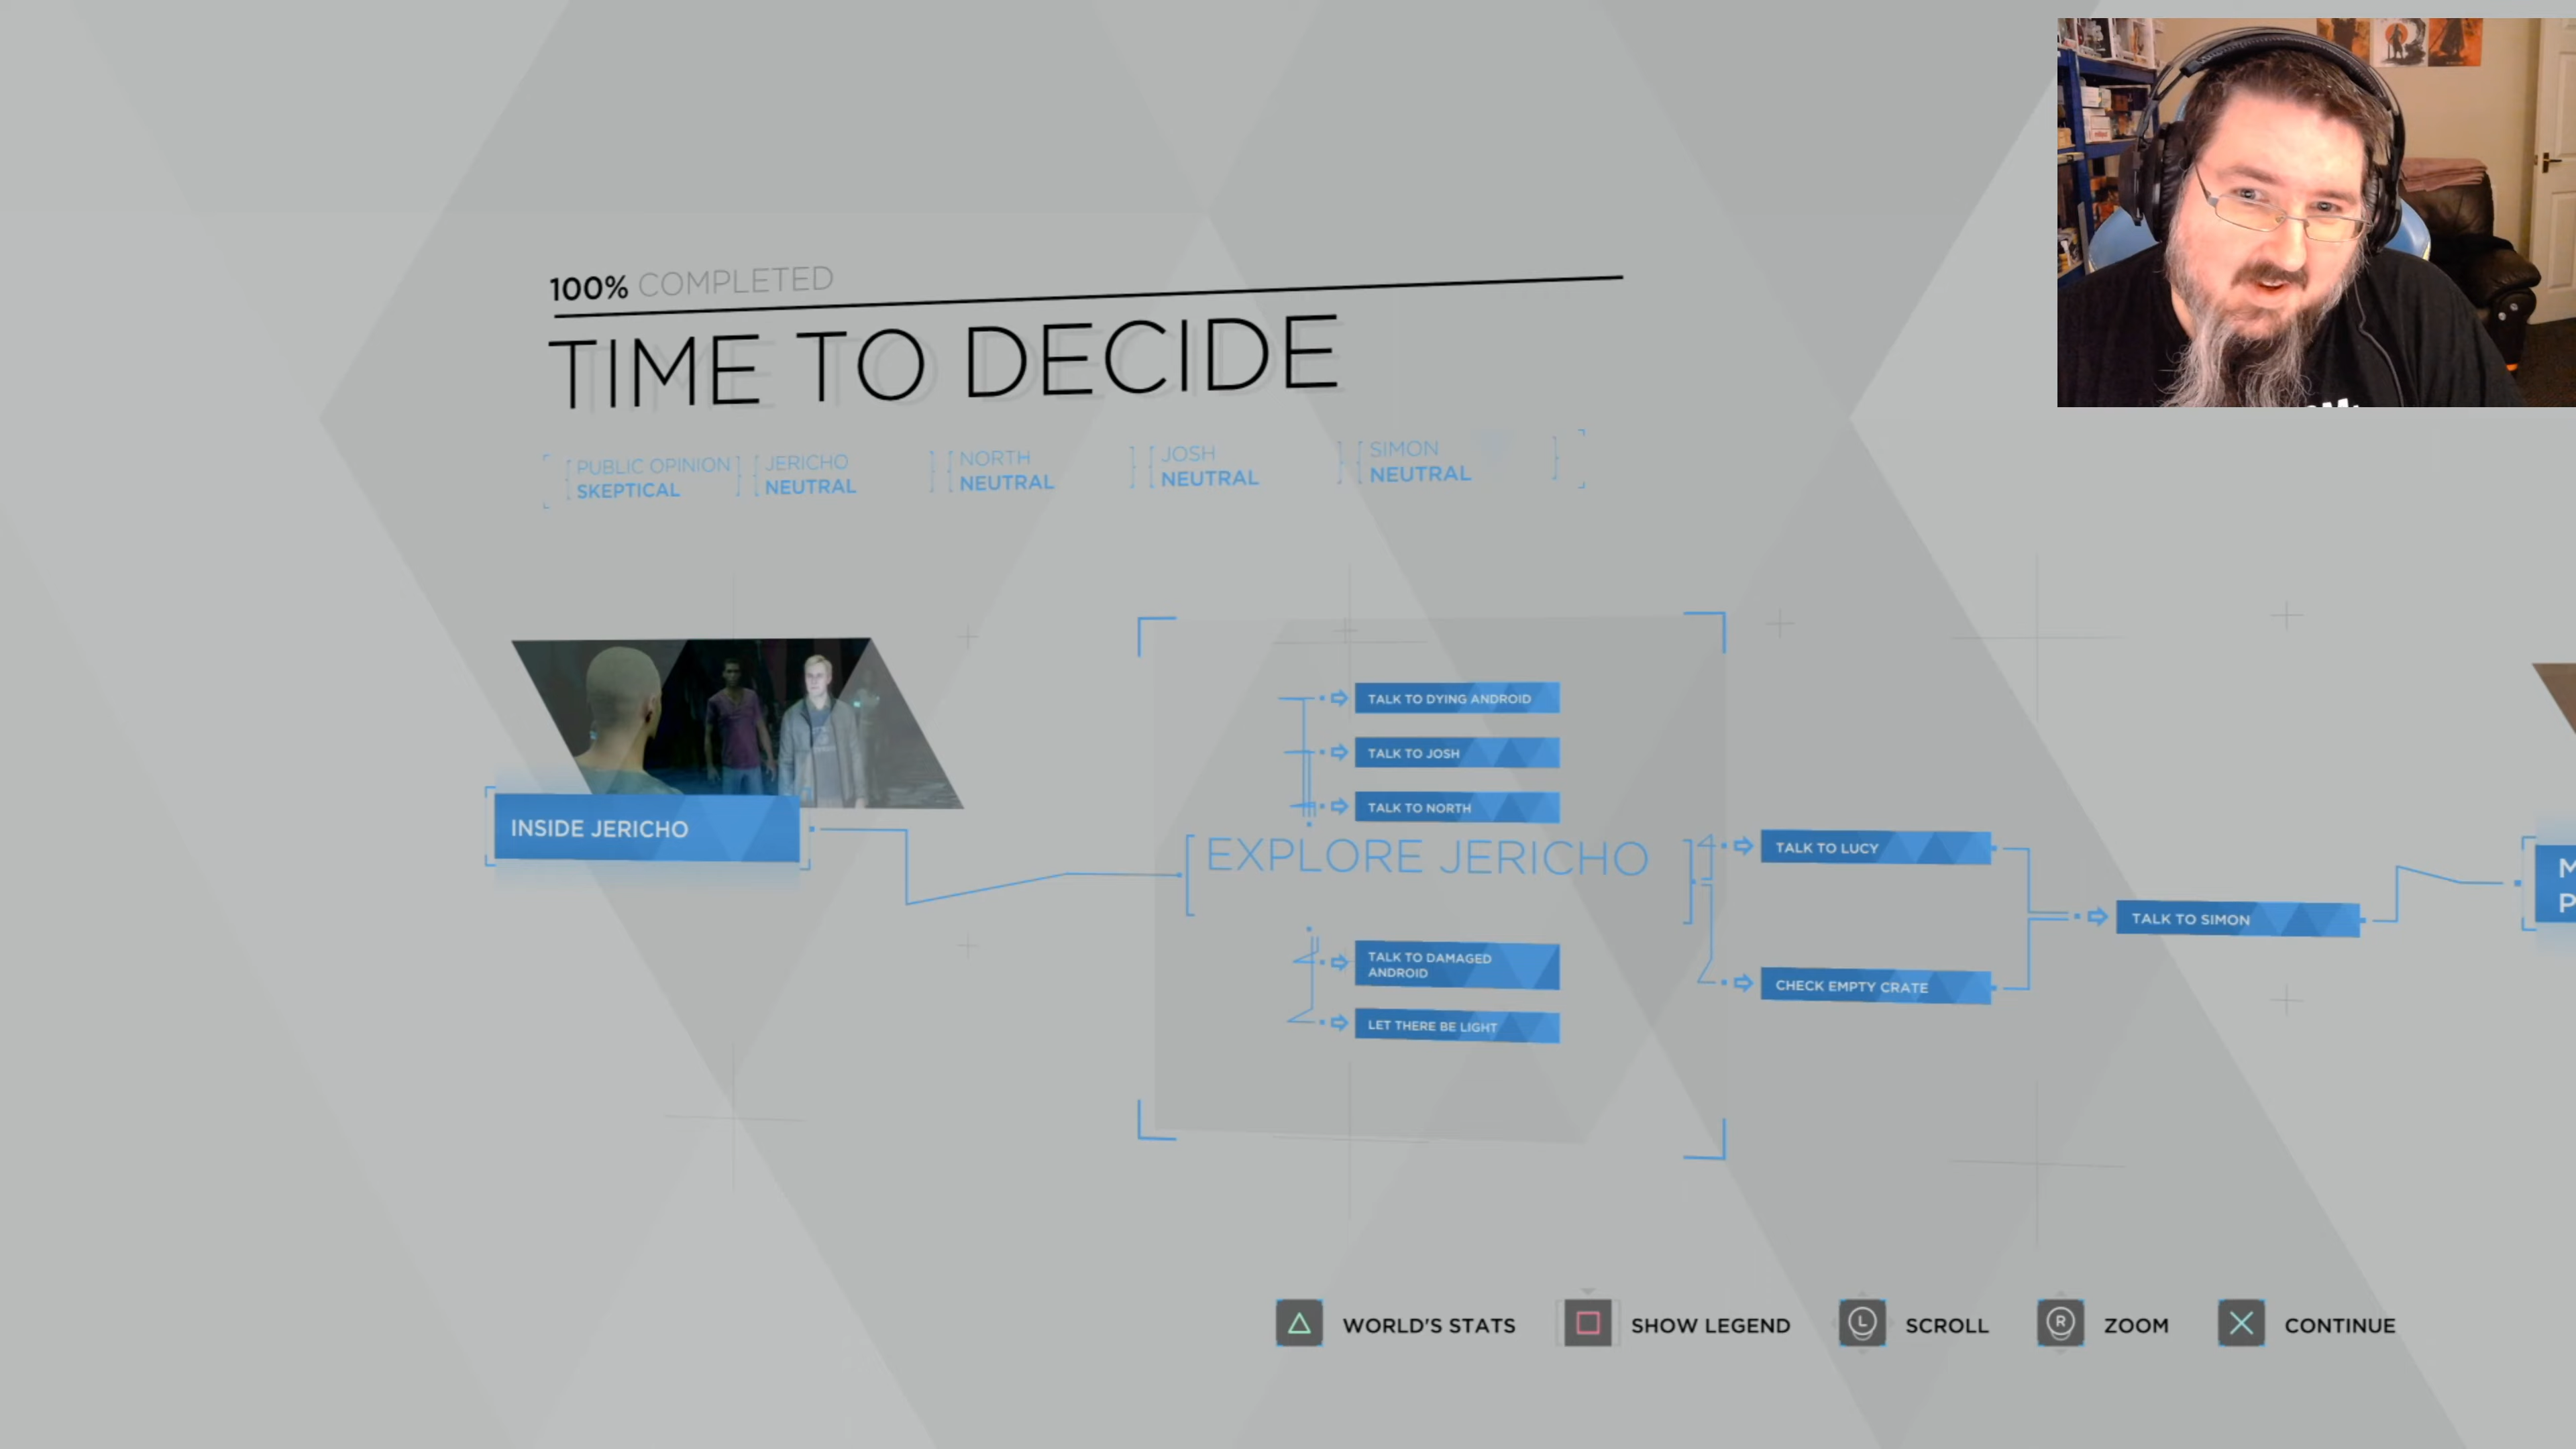 100% COMPLETED
TIME TO DECIDE
PUBLIC OPINION
SKEPTICAL
JERICHO
NEUTRAL
NORTH
NEUTRAL
JOSH
NEUTRAL
SIMON
NEUTRAL
INSIDE JERICHO
TALK TO DYING ANDROID
TALK TO JOSH
TALK TO NORTH
EXPLORE JERICHO
TALK TO DAMAGED
ANDROID
LET THERE BE LIGHT
TALK TO LUCY
CHECK EMPTY CRATE
TALK TO SIMON
M
P
WORLD'S STATS
SHOW LEGEND
L
SCROLL
R
ZOOM
CONTINUE